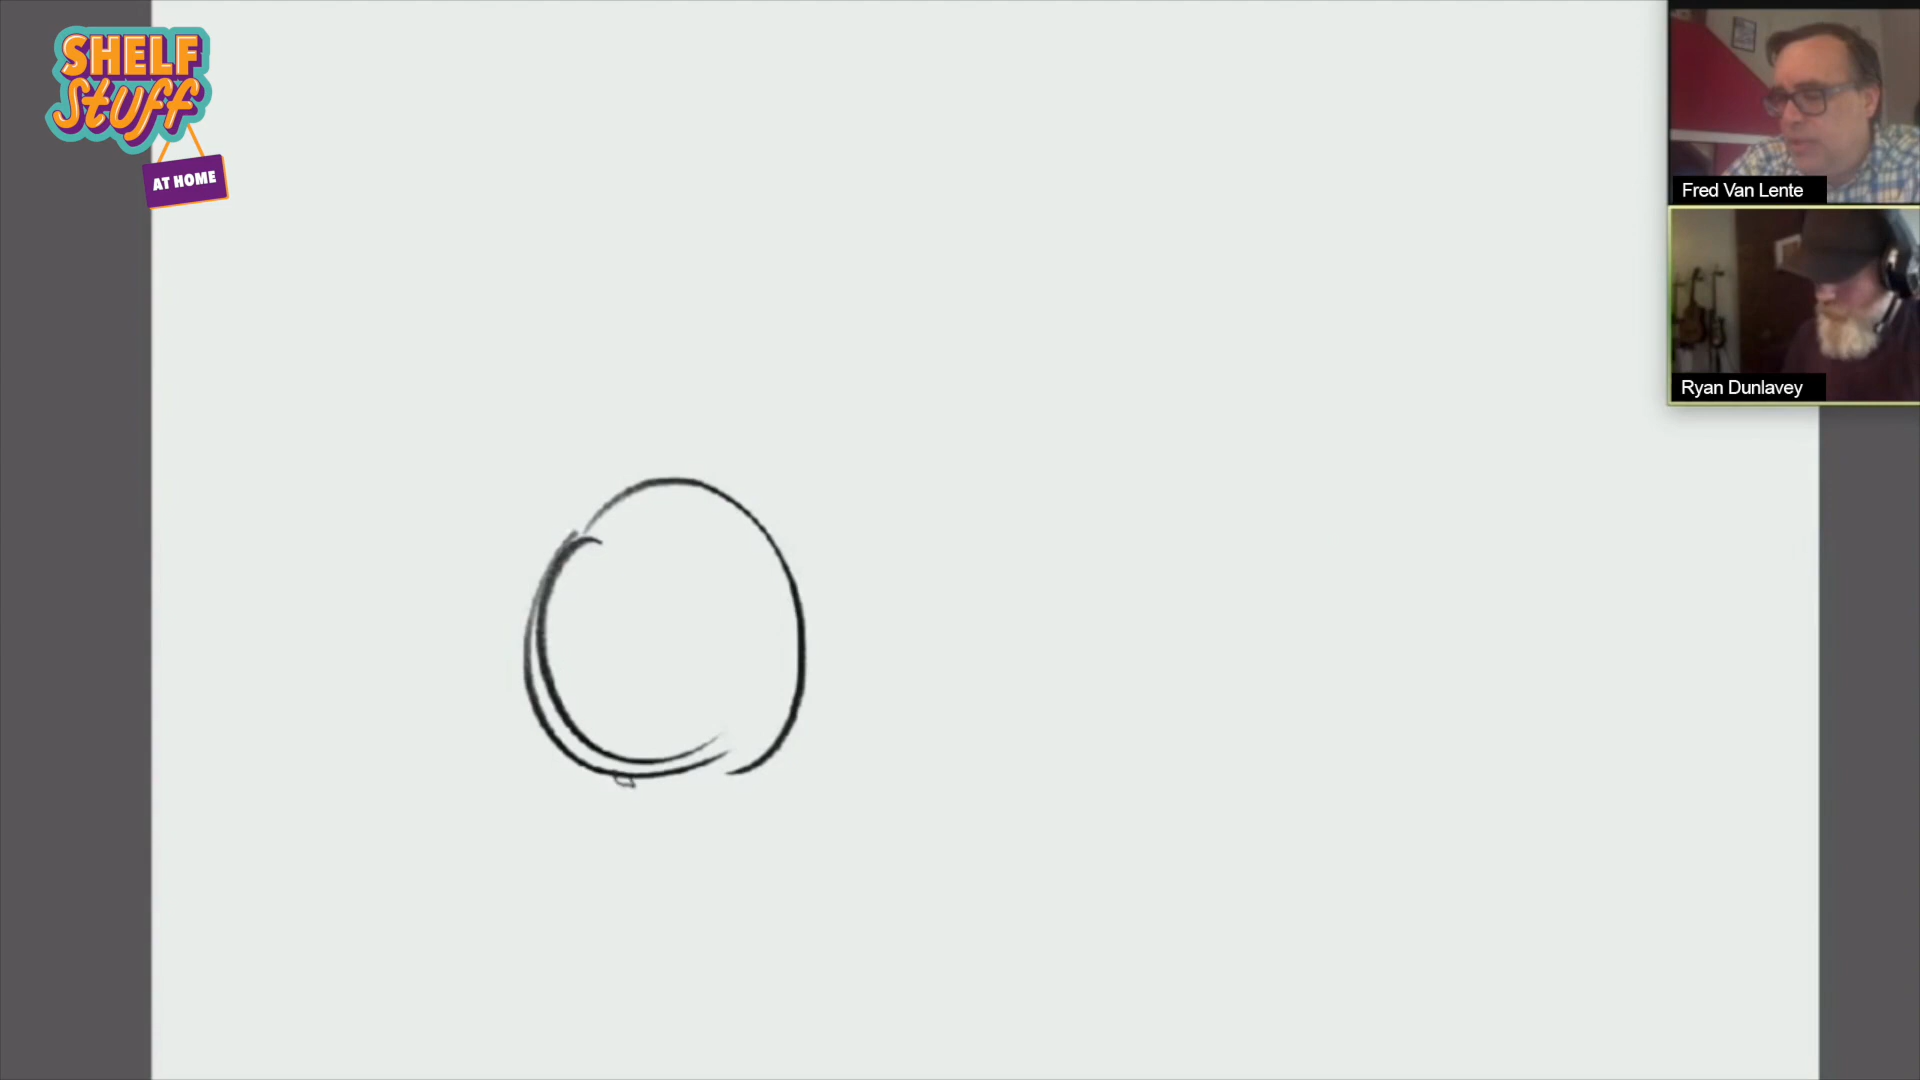 SHELF
Stuff
AT HOME
Fred Van Lente
Ryan Dunlavey